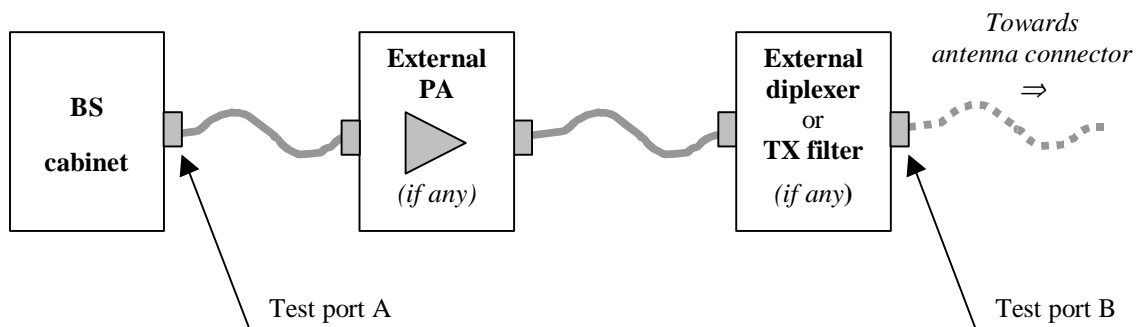 BS
cabinet
External
PA
(if any)
External
diplexer
or
TX filter
(if any)
Towards
antenna connector
⇒
Test port A
Test port B